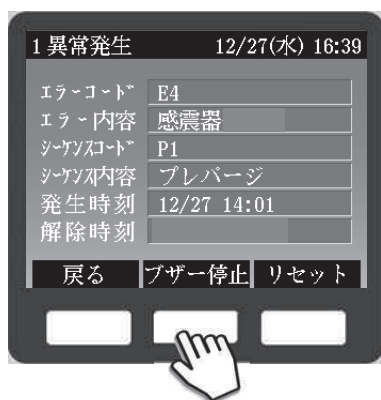 1 異常発生 12/27(水) 16:39
エラーコード E4
エラー内容 感震器
シーケンスコード P1
シーケンス内容 プレパージ
発生時刻 12/27 14:01
解除時刻
戻る ブザー停止 リセット